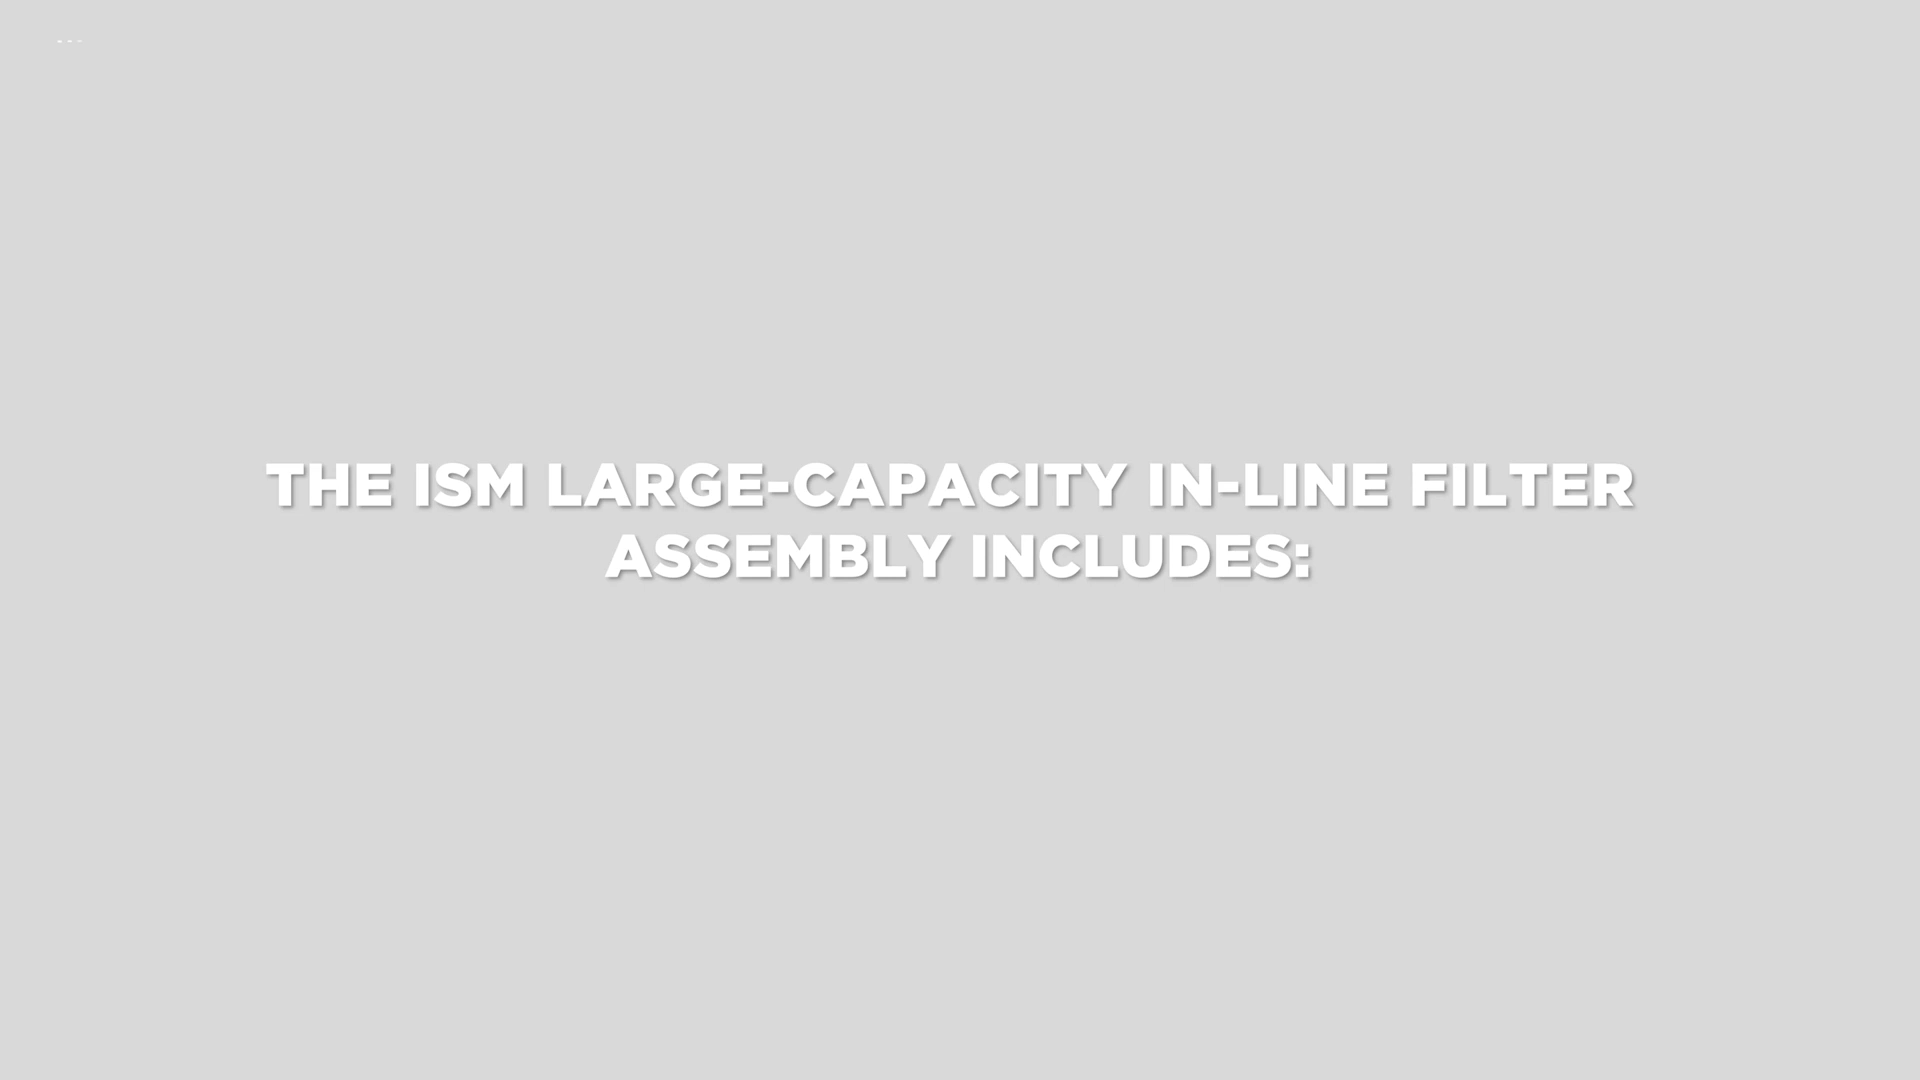 THE ISM LARGE-CAPACITY IN-LINE FILTER
ASSEMBLY INCLUDES: